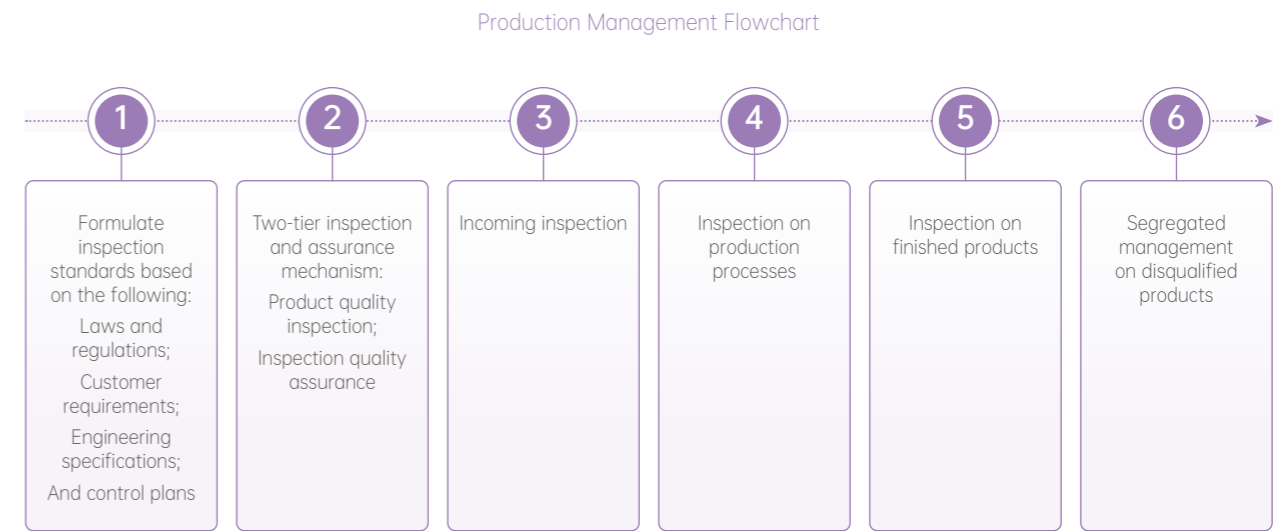 Production Management Flowchart
1
2
3
4
5
6
Formulate
inspection
standards based
on the following:
Laws and
regulations;
Customer
requirements;
Engineering
specifications;
And control plans
Two-tier inspection
and assurance
mechanism:
Product quality
inspection;
Inspection quality
assurance
Incoming inspection
Inspection on
production
processes
Inspection on
finished products
Segregated
management
on disqualified
products